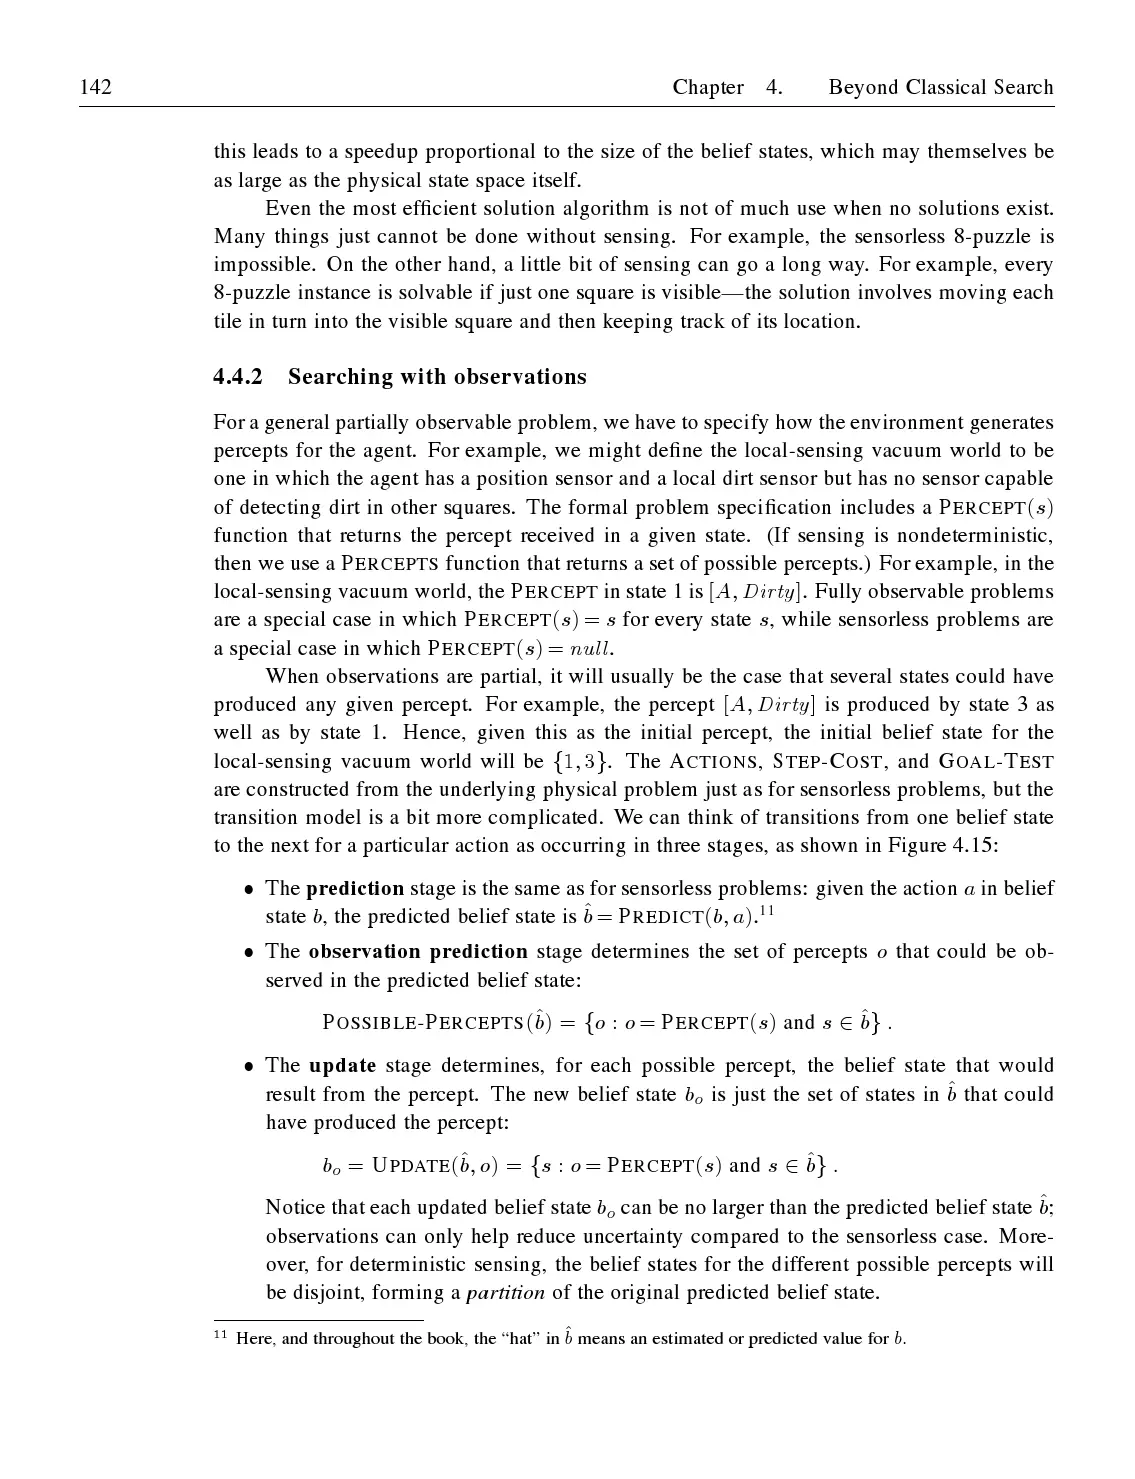 142 Chapter 4. Beyond Classical Search
this leads to a speedup proportional to the size of the belief states, which may themselves be
as large as the physical state space itself.
Even the most efficient solution algorithm is not of much use when no solutions exist.
Many things just cannot be done without sensing. For example, the sensorless 8-puzzle is
impossible. On the other hand, a little bit of sensing can go a long way. For example, every
8-puzzle instance is solvable if just one square is visible—the solution involves moving each
tile in turn into the visible square and then keeping track of its location.
4.4.2 Searching with observations
For a general partially observable problem, we have to specify how the environment generates
percepts for the agent. For example, we might define the local-sensing vacuum world to be
one in which the agent has a position sensor and a local dirt sensor but has no sensor capable
of detecting dirt in other squares. The formal problem specification includes a PERCEPT(s)
function that returns the percept received in a given state. (If sensing is nondeterministic,
then we use a PERCEPTS function that returns a set of possible percepts.) For example, in the
local-sensing vacuum world, the PERCEPT in state 1 is [A, Dirty]. Fully observable problems
are a special case in which PERCEPT(s) = s for every state s, while sensorless problems are
a special case in which PERCEPT(s) = null.
When observations are partial, it will usually be the case that several states could have
produced any given percept. For example, the percept [A, Dirty] is produced by state 3 as
well as by state 1. Hence, given this as the initial percept, the initial belief state for the
local-sensing vacuum world will be {1, 3}. The ACTIONS, STEP-COST, and GOAL-TEST
are constructed from the underlying physical problem just as for sensorless problems, but the
transition model is a bit more complicated. We can think of transitions from one belief state
to the next for a particular action as occurring in three stages, as shown in Figure 4.15:
• The prediction stage is the same as for sensorless problems: given the action a in belief
state b, the predicted belief state is b̂ = PREDICT(b, a).¹¹
• The observation prediction stage determines the set of percepts o that could be ob-
served in the predicted belief state:
POSSIBLE-PERCEPTS(b̂) = {o : o = PERCEPT(s) and s ∈ b̂} .
• The update stage determines, for each possible percept, the belief state that would
result from the percept. The new belief state bₒ is just the set of states in b̂ that could
have produced the percept:
bₒ = UPDATE(b̂, o) = {s : o = PERCEPT(s) and s ∈ b̂} .
Notice that each updated belief state bₒ can be no larger than the predicted belief state b̂;
observations can only help reduce uncertainty compared to the sensorless case. More-
over, for deterministic sensing, the belief states for the different possible percepts will
be disjoint, forming a partition of the original predicted belief state.
¹¹ Here, and throughout the book, the “hat” in b̂ means an estimated or predicted value for b.